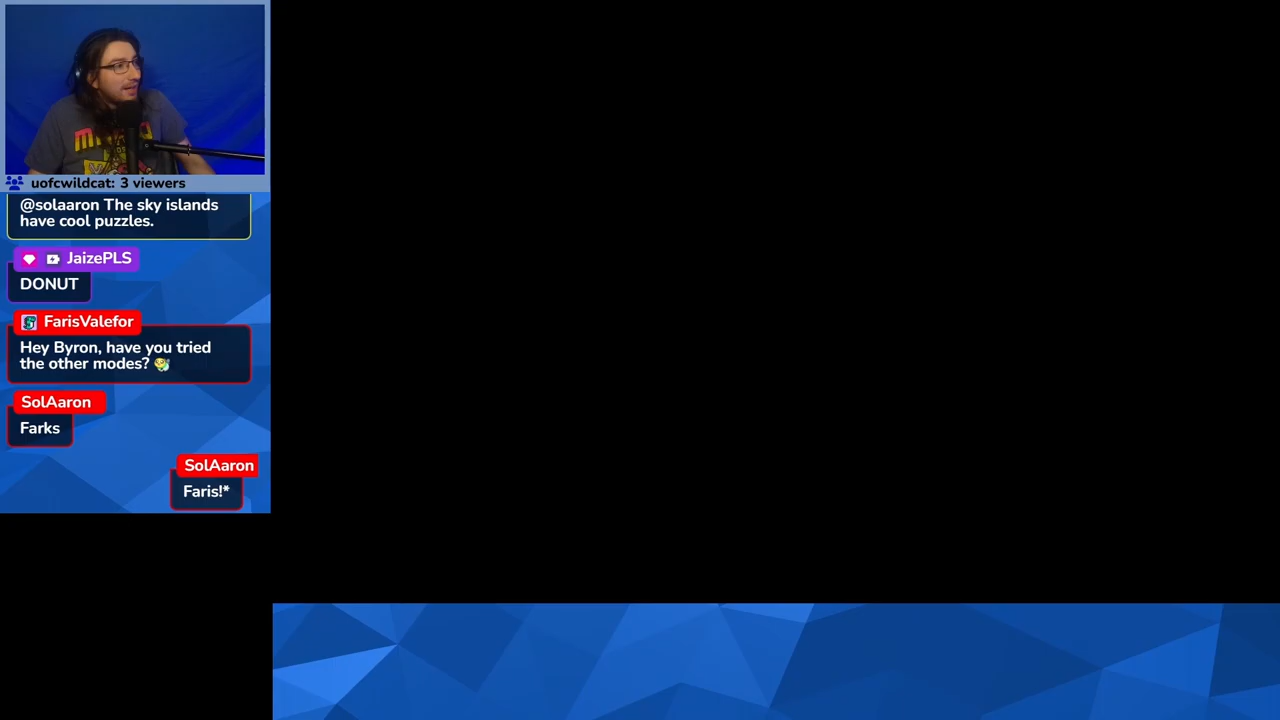 uofcwildcat: 3 viewers
@solaaron The sky islands
have cool puzzles.
JaizePLS
DONUT
FarisValefor
Hey Byron, have you tried
the other modes?
SolAaron
Farks
SolAaron
Faris!*